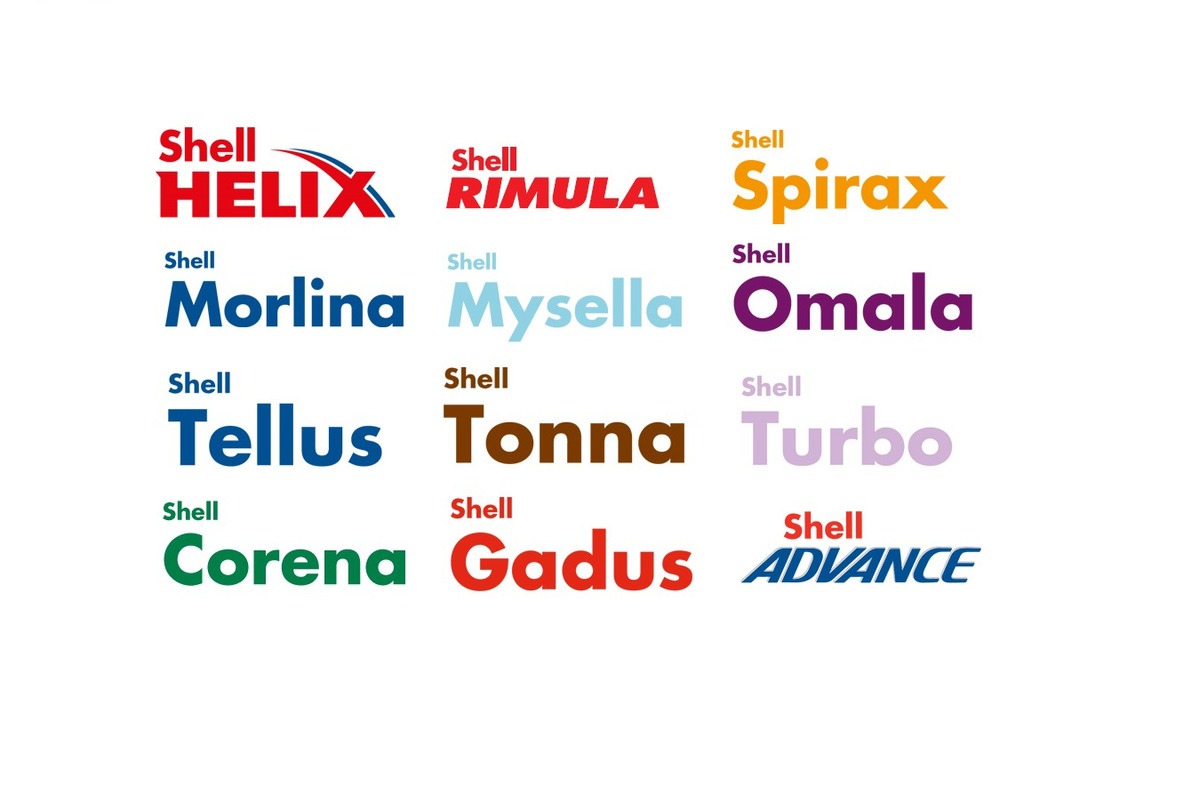 Shell
HELIX
Shell
RIMULA
Shell
Spirax
Shell
Morlina
Shell
Mysella
Shell
Omala
Shell
Tellus
Shell
Tonna
Shell
Turbo
Shell
Corena
Shell
Gadus
Shell
ADVANCE